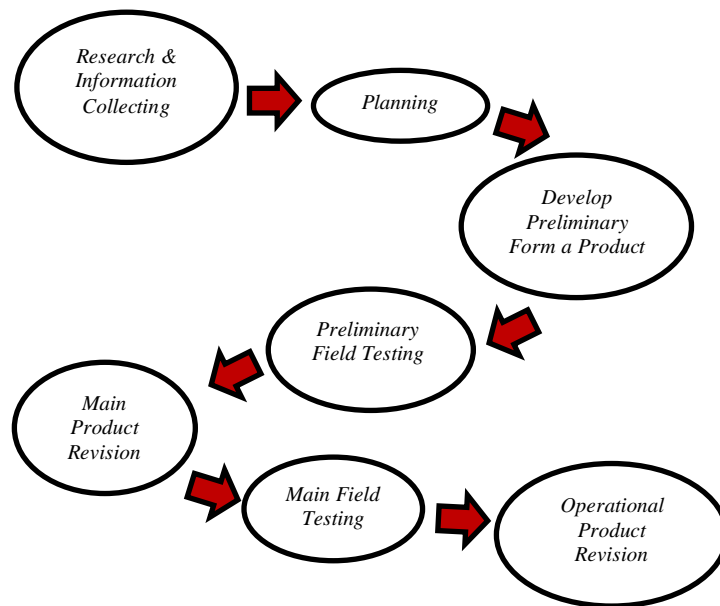 Research &
Information
Collecting
Planning
Develop
Preliminary
Form a Product
Preliminary
Field Testing
Main
Product
Revision
Main Field
Testing
Operational
Product
Revision